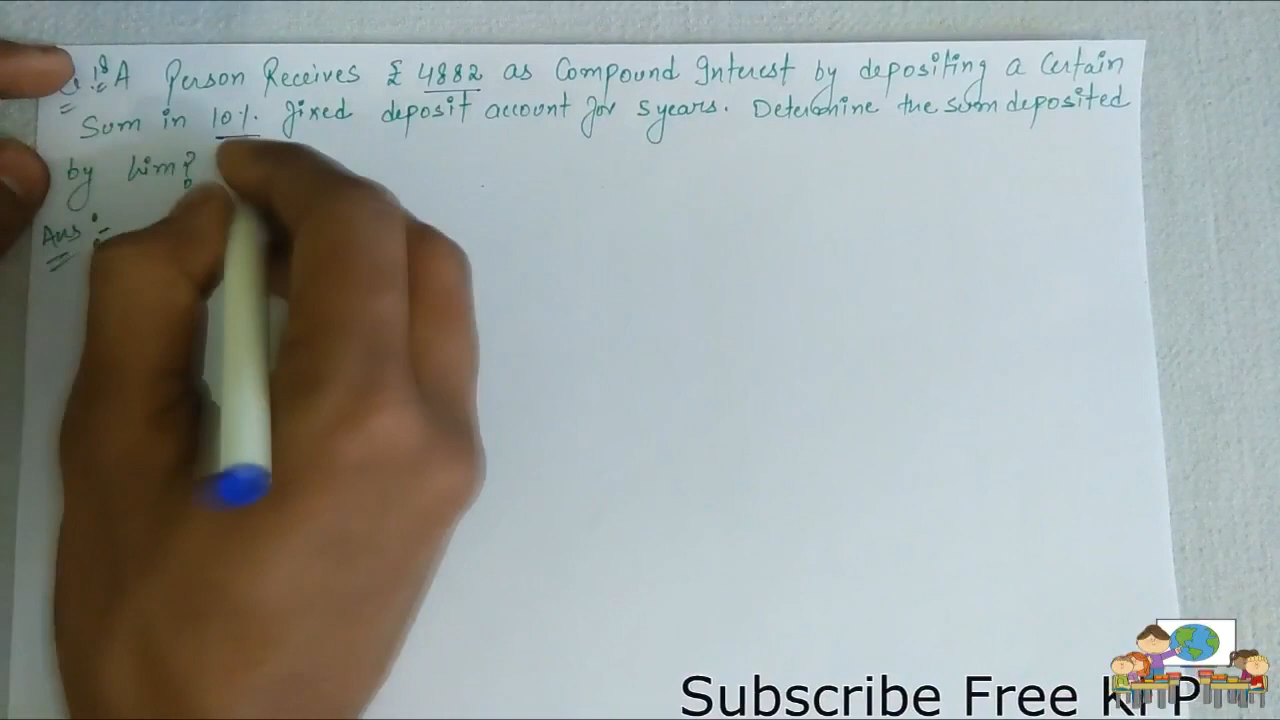 Q.18 A Person Receives £ 4882 as Compound Interest by depositing a Certain
Sum in 10%. fixed deposit account for 5 years. Determine the sum deposited
by him?
Ans :-
Subscribe Free